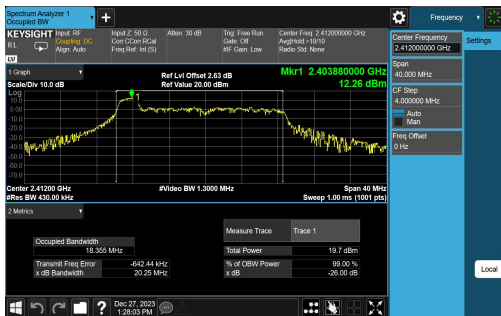 Spectrum Analyzer 1
Occupied BW
Frequency
KEYSIGHT
RL
Input: RF
Coupling: DC
Align: Auto
Input Z: 50 Ω
Corr CCorr RCal
Freq Ref: Int (S)
Atten: 30 dB
Trig: Free Run
Gate: Off
#IF Gain: Low
Center Freq: 2.412000000 GHz
Avg|Hold:>10/10
Radio Std: None
LM
1 Graph
Scale/Div 10.0 dB
Ref Lvl Offset 2.63 dB
Ref Value 20.00 dBm
Mkr1 2.403880000 GHz
12.26 dBm
Log
10.0
0.00
-10.0
-20.0
-30.0
-40.0
-50.0
-60.0
-70.0
1
Center 2.41200 GHz
#Res BW 430.00 kHz
#Video BW 1.3000 MHz
Span 40 MHz
Sweep 1.00 ms (1001 pts)
2 Metrics
Measure Trace
Trace 1
Occupied Bandwidth
18.355 MHz
Total Power
19.7 dBm
Transmit Freq Error
-642.44 kHz
% of OBW Power
99.00 %
x dB Bandwidth
20.25 MHz
x dB
-26.00 dB
Center Frequency
2.412000000 GHz
Settings
Span
40.000 MHz
CF Step
4.000000 MHz
Auto
Man
Freq Offset
0 Hz
Local
?
Dec 27, 2023
1:28:03 PM